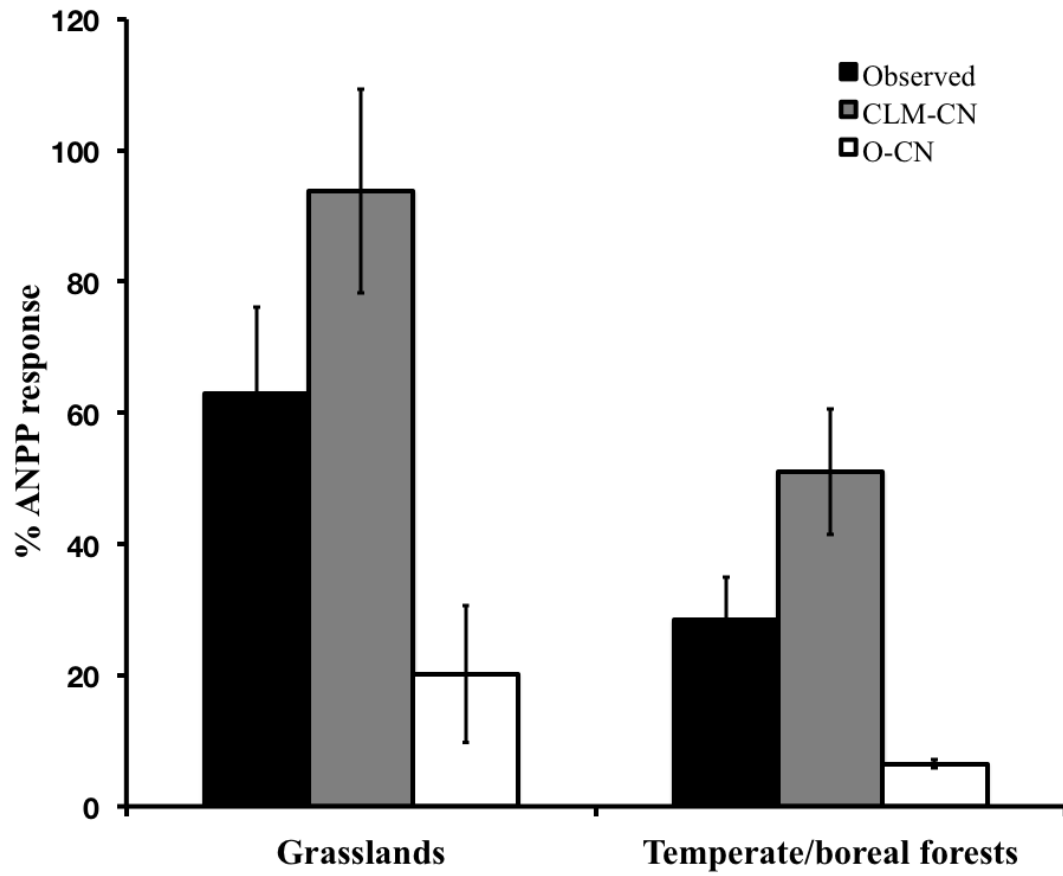 120
100
80
60
40
20
0
% ANPP response
Observed
CLM-CN
O-CN
Grasslands
Temperate/boreal forests